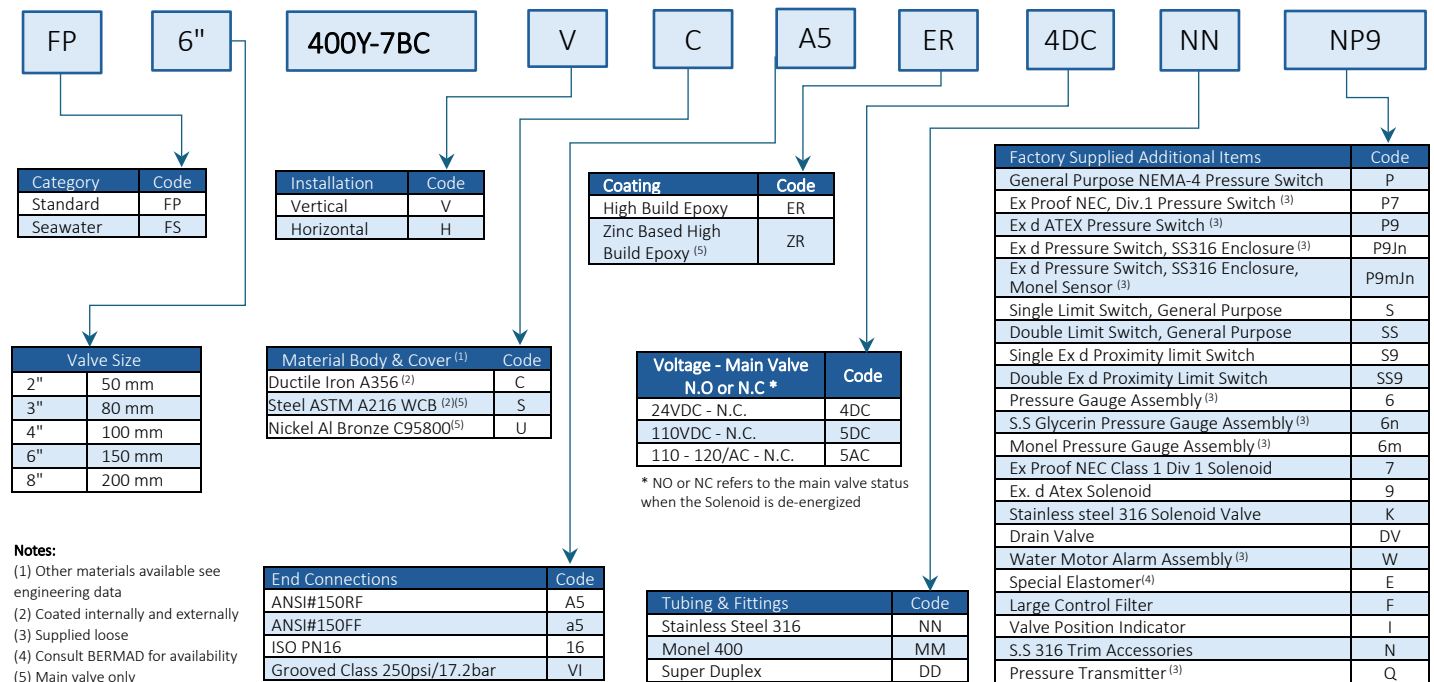 FP 6" 400Y-7BC V C A5 ER 4DC NN NP9
Category Code
Standard FP
Seawater FS
Installation Code
Vertical V
Horizontal H
Coating Code
High Build Epoxy ER
Zinc Based High
Build Epoxy (5) ZR
Valve Size
2" 50 mm
3" 80 mm
4" 100 mm
6" 150 mm
8" 200 mm
Material Body & Cover (1) Code
Ductile Iron A356 (2) C
Steel ASTM A216 WCB (2)(5) S
Nickel Al Bronze C95800(5) U
Voltage - Main Valve
N.O or N.C * Code
24VDC - N.C. 4DC
110VDC - N.C. 5DC
110 - 120/AC - N.C. 5AC
* NO or NC refers to the main valve status
when the Solenoid is de-energized
Factory Supplied Additional Items Code
General Purpose NEMA-4 Pressure Switch P
Ex Proof NEC, Div.1 Pressure Switch (3) P7
Ex d ATEX Pressure Switch (3) P9
Ex d Pressure Switch, SS316 Enclosure (3) P9Jn
Ex d Pressure Switch, SS316 Enclosure,
Monel Sensor (3) P9mJn
Single Limit Switch, General Purpose S
Double Limit Switch, General Purpose SS
Single Ex d Proximity limit Switch S9
Double Ex d Proximity Limit Switch SS9
Pressure Gauge Assembly (3) 6
S.S Glycerin Pressure Gauge Assembly (3) 6n
Monel Pressure Gauge Assembly (3) 6m
Ex Proof NEC Class 1 Div 1 Solenoid 7
Ex. d Atex Solenoid 9
Stainless steel 316 Solenoid Valve K
Drain Valve DV
Water Motor Alarm Assembly (3) W
Special Elastomer(4) E
Large Control Filter F
Valve Position Indicator I
S.S 316 Trim Accessories N
Pressure Transmitter (3) Q
Notes:
(1) Other materials available see
engineering data
(2) Coated internally and externally
(3) Supplied loose
(4) Consult BERMAD for availability
(5) Main valve only
End Connections Code
ANSI#150RF A5
ANSI#150FF a5
ISO PN16 16
Grooved Class 250psi/17.2bar VI
Tubing & Fittings Code
Stainless Steel 316 NN
Monel 400 MM
Super Duplex DD